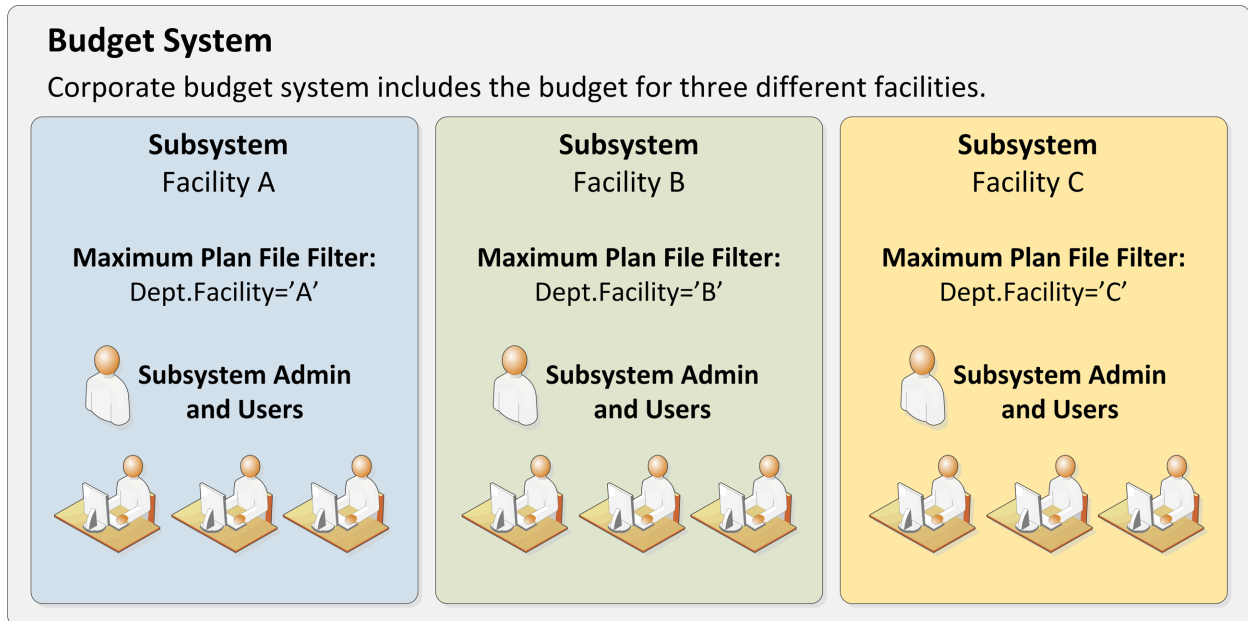 Budget System
Corporate budget system includes the budget for three different facilities.
Subsystem
Facility A
Maximum Plan File Filter:
Dept.Facility=’A’
Subsystem Admin
and Users
Subsystem
Facility B
Maximum Plan File Filter:
Dept.Facility=’B’
Subsystem Admin
and Users
Subsystem
Facility C
Maximum Plan File Filter:
Dept.Facility=’C’
Subsystem Admin
and Users